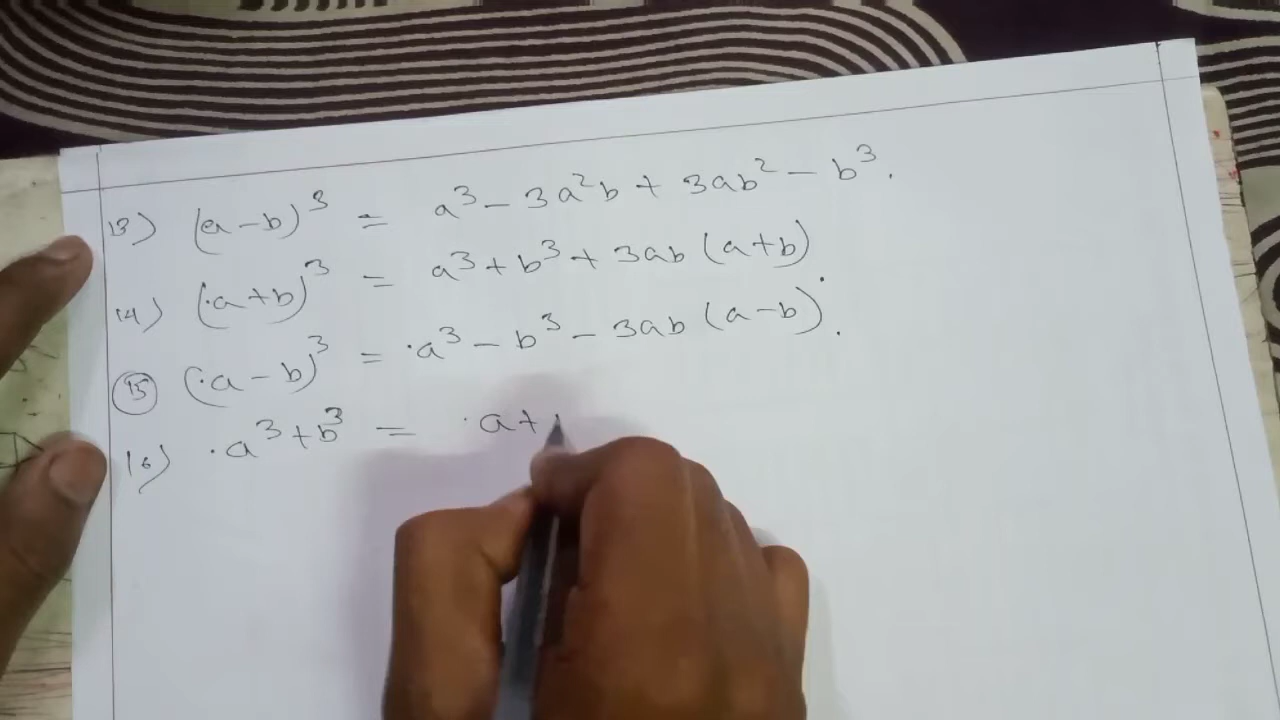 13) (a-b)³ = a³ - 3a²b + 3ab² - b³.
14) (a+b)³ = a³ + b³ + 3ab (a+b).
15 (a-b)³ = a³ - b³ - 3ab (a-b).
16) a³ + b³ = a+